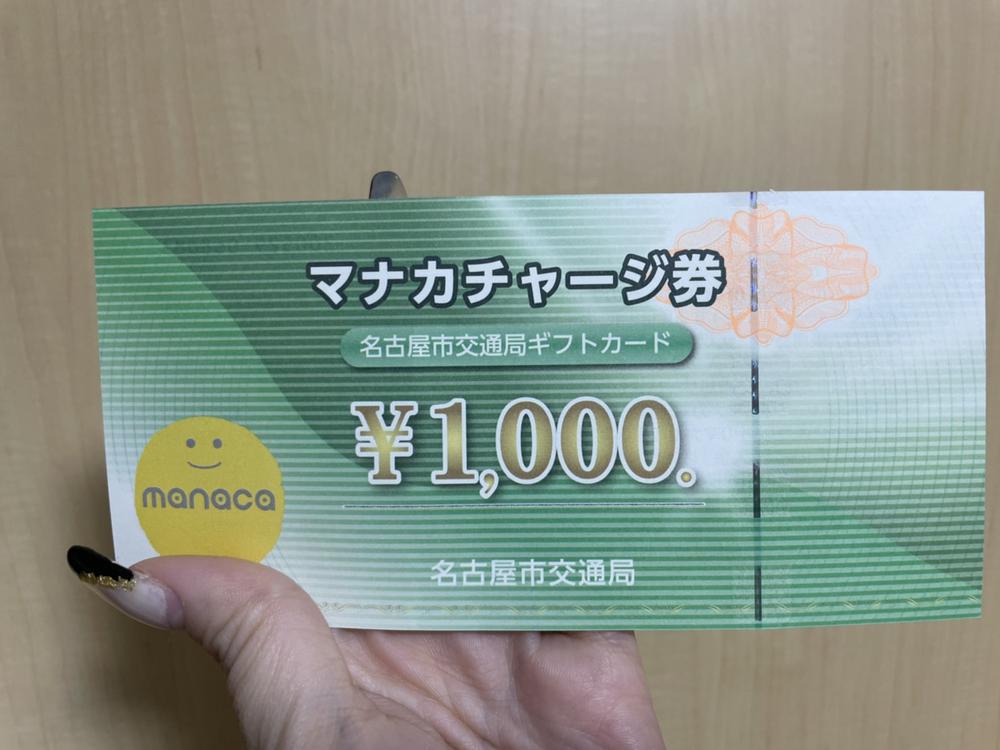 マナカチャージ券
名古屋市交通局ギフトカード
¥1,000.
manaca
名古屋市交通局